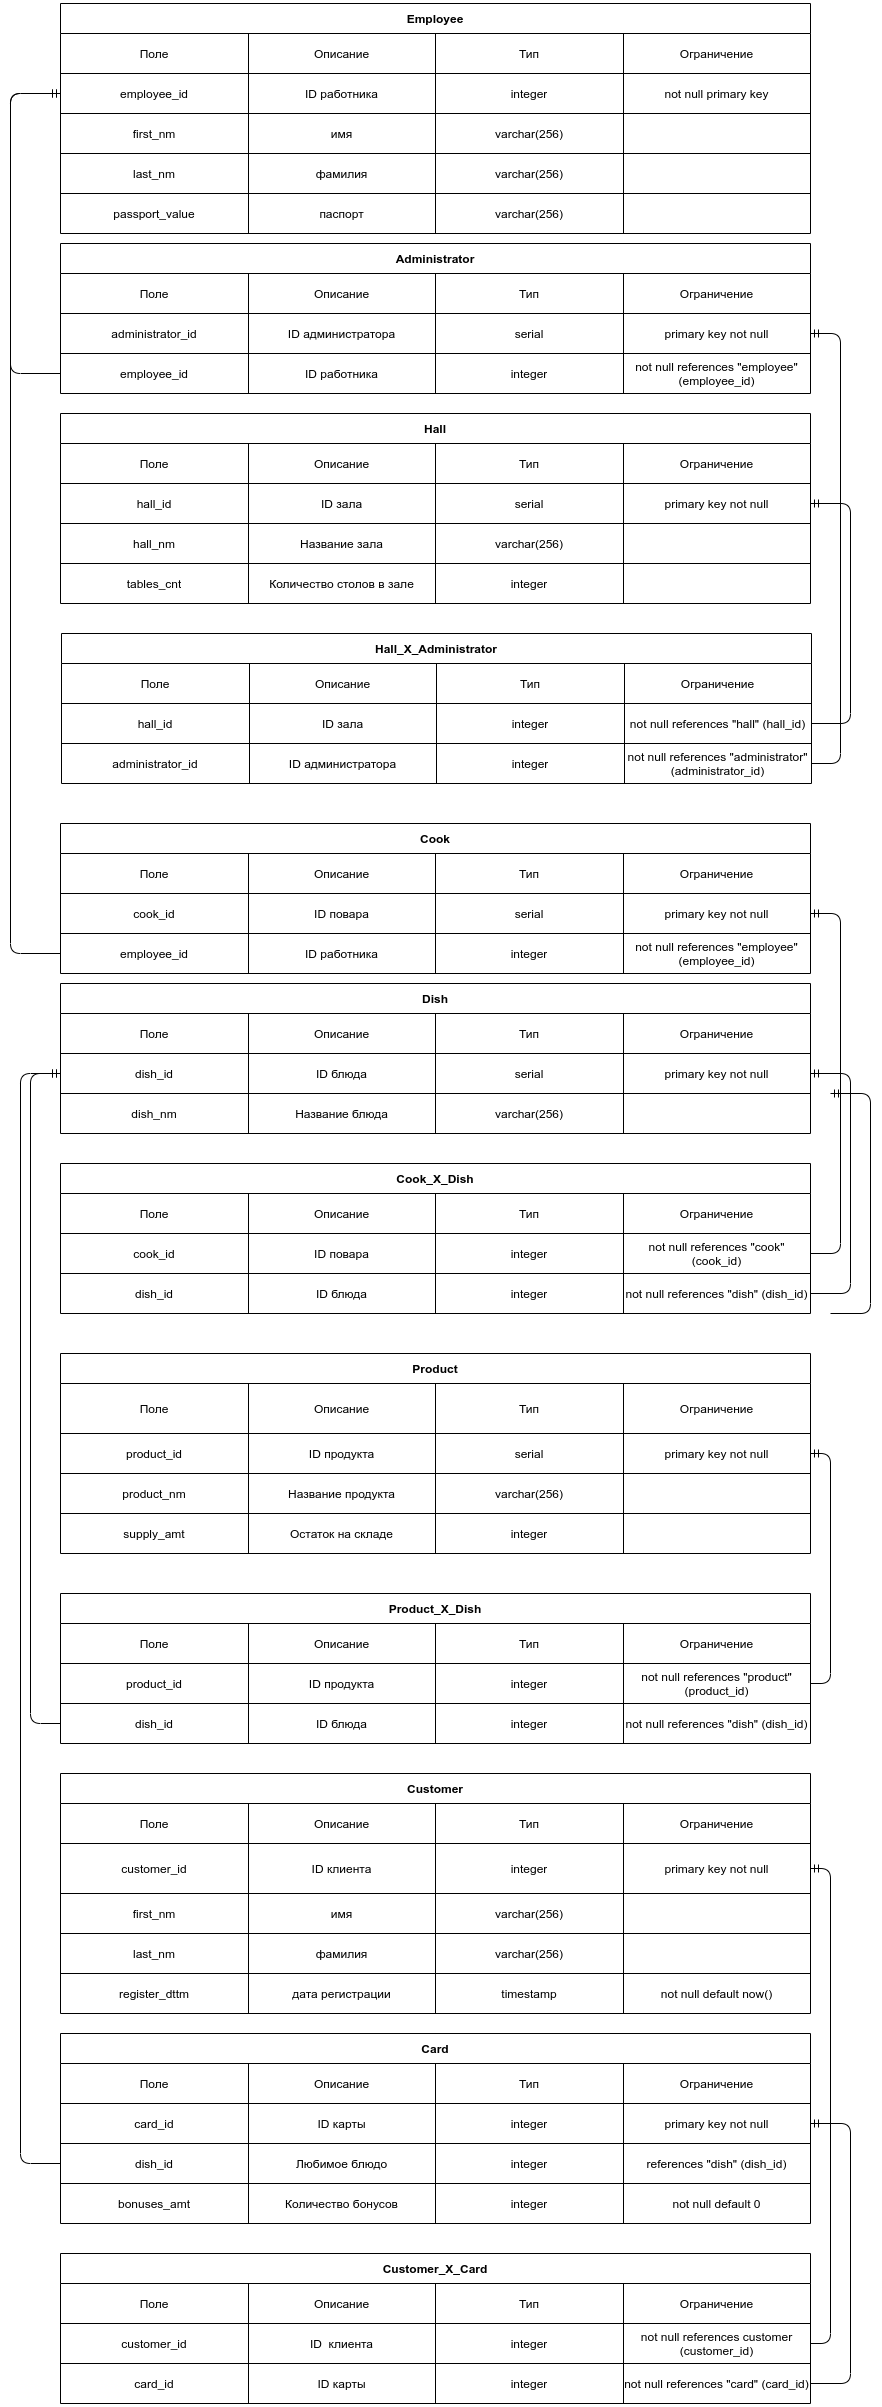 Employee
Поле Описание Тип Ограничение
employee_id ID работника integer not null primary key
first_nm имя varchar(256)
last_nm фамилия varchar(256)
passport_value паспорт varchar(256)
Administrator
Поле Описание Тип Ограничение
administrator_id ID администратора serial primary key not null
employee_id ID работника integer not null references "employee"
(employee_id)
Hall
Поле Описание Тип Ограничение
hall_id ID зала serial primary key not null
hall_nm Название зала varchar(256)
tables_cnt Количество столов в зале integer
Hall_X_Administrator
Поле Описание Тип Ограничение
hall_id ID зала integer not null references "hall" (hall_id)
administrator_id ID администратора integer not null references "administrator"
(administrator_id)
Cook
Поле Описание Тип Ограничение
cook_id ID повара serial primary key not null
employee_id ID работника integer not null references "employee"
(employee_id)
Dish
Поле Описание Тип Ограничение
dish_id ID блюда serial primary key not null
dish_nm Название блюда varchar(256)
Cook_X_Dish
Поле Описание Тип Ограничение
cook_id ID повара integer not null references "cook"
(cook_id)
dish_id ID блюда integer not null references "dish" (dish_id)
Product
Поле Описание Тип Ограничение
product_id ID продукта serial primary key not null
product_nm Название продукта varchar(256)
supply_amt Остаток на складе integer
Product_X_Dish
Поле Описание Тип Ограничение
product_id ID продукта integer not null references "product"
(product_id)
dish_id ID блюда integer not null references "dish" (dish_id)
Customer
Поле Описание Тип Ограничение
customer_id ID клиента integer primary key not null
first_nm имя varchar(256)
last_nm фамилия varchar(256)
register_dttm дата регистрации timestamp not null default now()
Card
Поле Описание Тип Ограничение
card_id ID карты integer primary key not null
dish_id Любимое блюдо integer references "dish" (dish_id)
bonuses_amt Количество бонусов integer not null default 0
Customer_X_Card
Поле Описание Тип Ограничение
customer_id ID клиента integer not null references customer
(customer_id)
card_id ID карты integer not null references "card" (card_id)